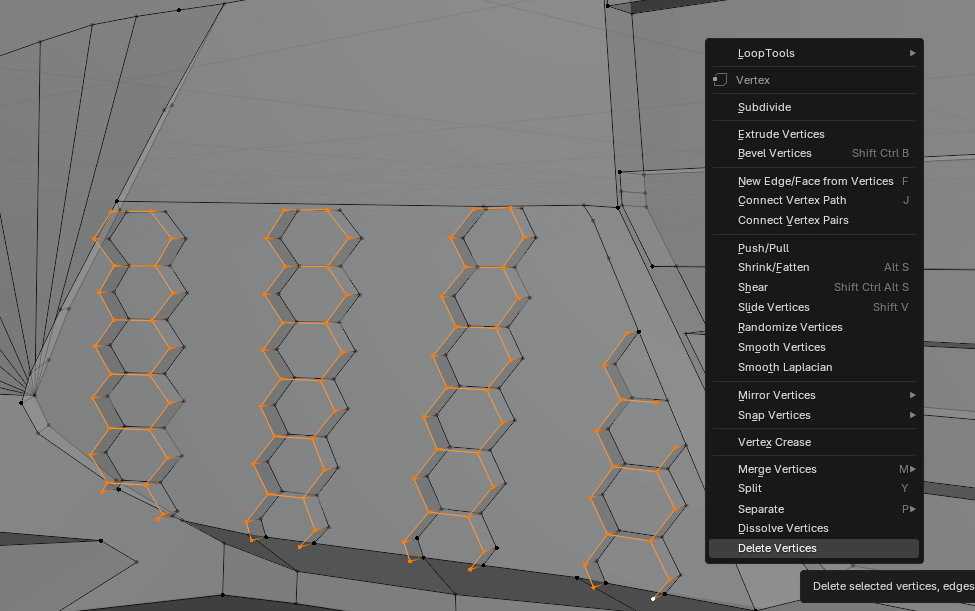 LoopTools
Vertex
Subdivide
Extrude Vertices
Bevel Vertices Shift Ctrl B
New Edge/Face from Vertices F
Connect Vertex Path J
Connect Vertex Pairs
Push/Pull
Shrink/Fatten Alt S
Shear Shift Ctrl Alt S
Slide Vertices Shift V
Randomize Vertices
Smooth Vertices
Smooth Laplacian
Mirror Vertices
Snap Vertices
Vertex Crease
Merge Vertices M
Split Y
Separate P
Dissolve Vertices
Delete Vertices
Delete selected vertices, edges